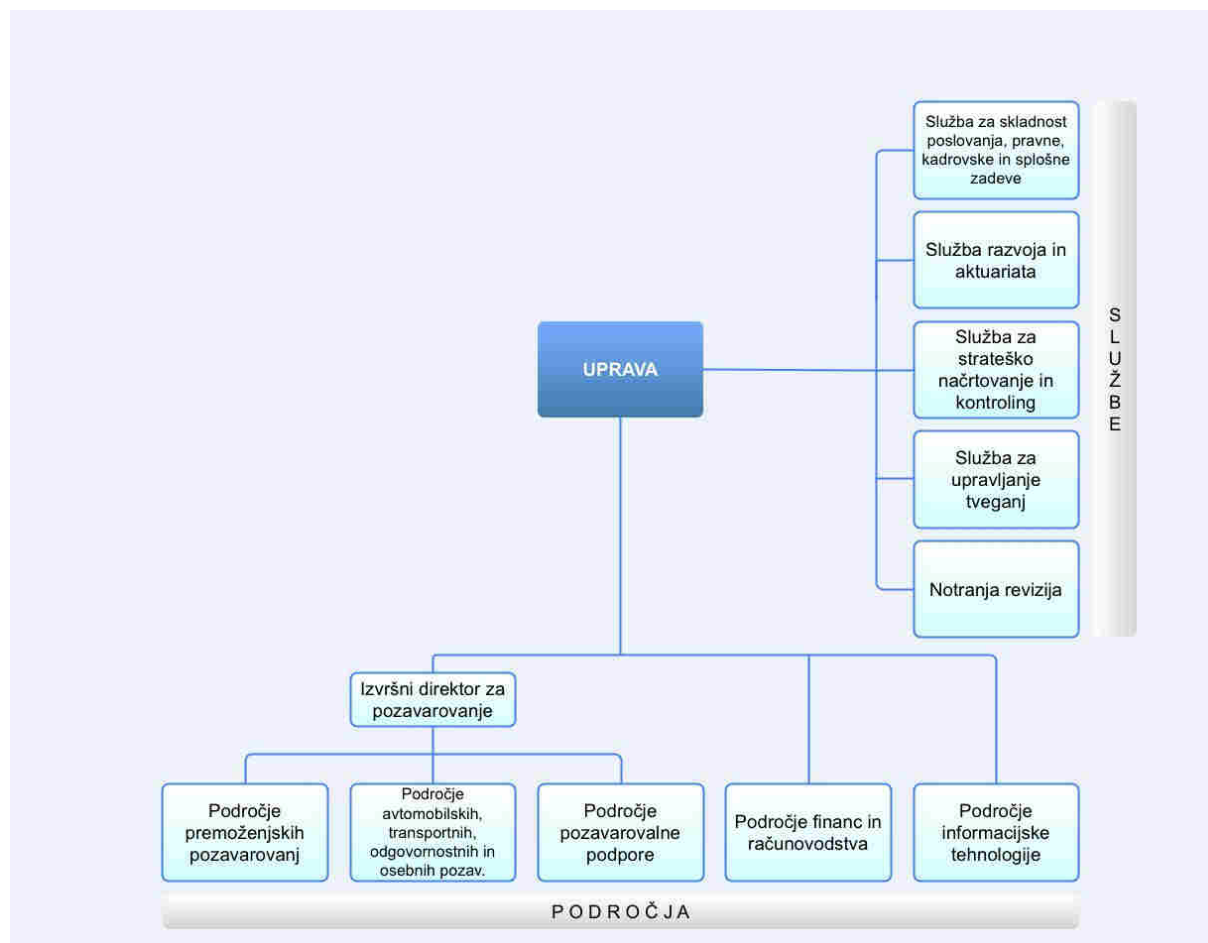 Služba za skladnost
poslovanja, pravne,
kadrovske in splošne
zadeve
Služba razvoja in
aktuariata
UPRAVA
Služba za
strateško
načrtovanje in
kontroling
Služba za
upravljanje
tveganj
Notranja revizija
SLUŽBE
Izvršni direktor za
pozavarovanje
Področje
premoženjskih
pozavarovanj
Področje
avtomobilskih,
transportnih,
odgovornostnih in
osebnih pozav.
Področje
pozavarovalne
podpore
Področje financ in
računovodstva
Področje
informacijske
tehnologije
P O D R O Č J A